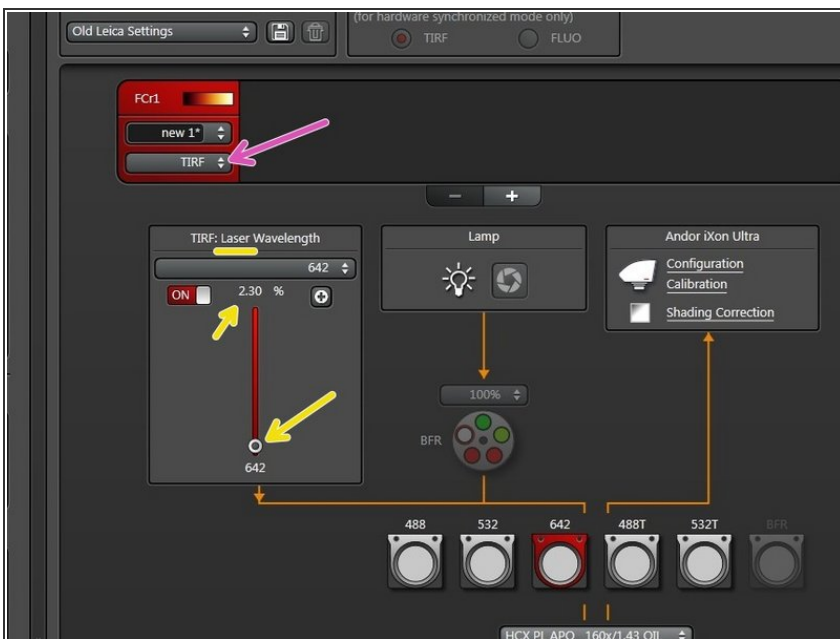 (for hardware synchronized mode only)
Old Leica Settings
TIRF FLUO
FCr1
new 1*
TIRF
− +
TIRF: Laser Wavelength
642
ON 2.30 %
642
Lamp
100%
BFR
Andor iXon Ultra
Configuration
Calibration
Shading Correction
488 532 642 488T 532T BFR
HCX PL APO 160x/1.43 OIL